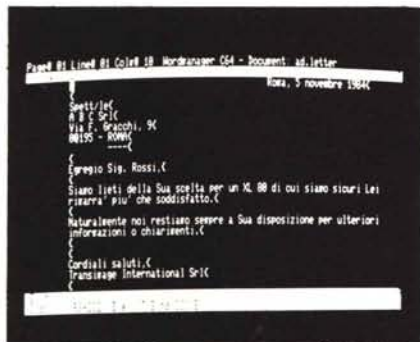 Page# 01 Line# 01 Col# 10 Wordmanager C64 - Document: ad.letter
Roma, 5 novembre 1984<
<
Spett/le<
A B C Srl<
Via F. Gracchi, 9<
00195 - ROMA<
----<
<
Egregio Sig. Rossi,<
<
Siamo lieti della Sua scelta per un XL 80 di cui siamo sicuri Lei
rimarra' piu' che soddisfatto.<
<
Naturalmente noi restiamo sempre a Sua disposizione per ulteriori
informazioni o chiarimenti.<
<
<
Cordiali saluti,<
Transimage International Srl<
<